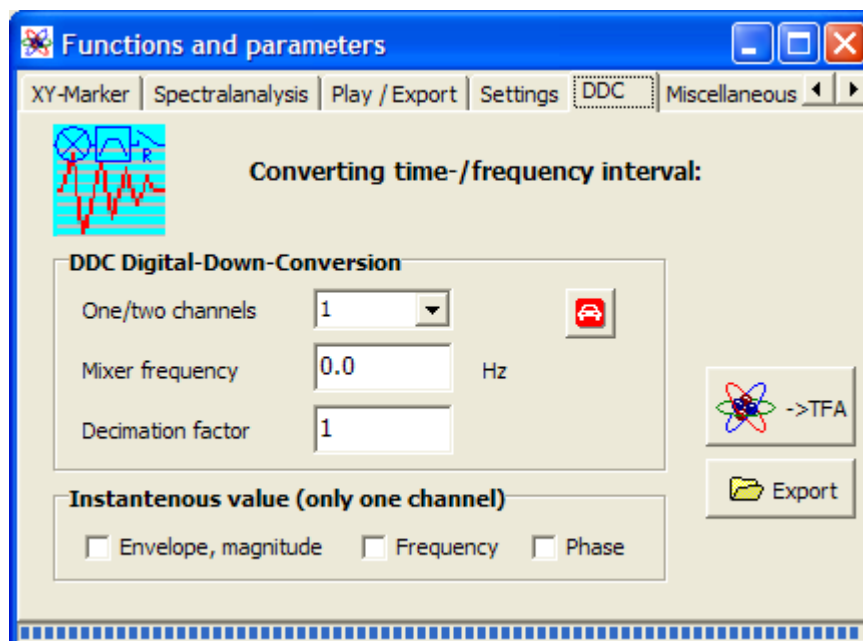 Functions and parameters
XY-Marker Spectralanalysis Play / Export Settings DDC Miscellaneous
R
Converting time-/frequency interval:
DDC Digital-Down-Conversion
One/two channels 1
Mixer frequency 0.0 Hz
Decimation factor 1
->TFA
Export
Instantenous value (only one channel)
Envelope, magnitude Frequency Phase